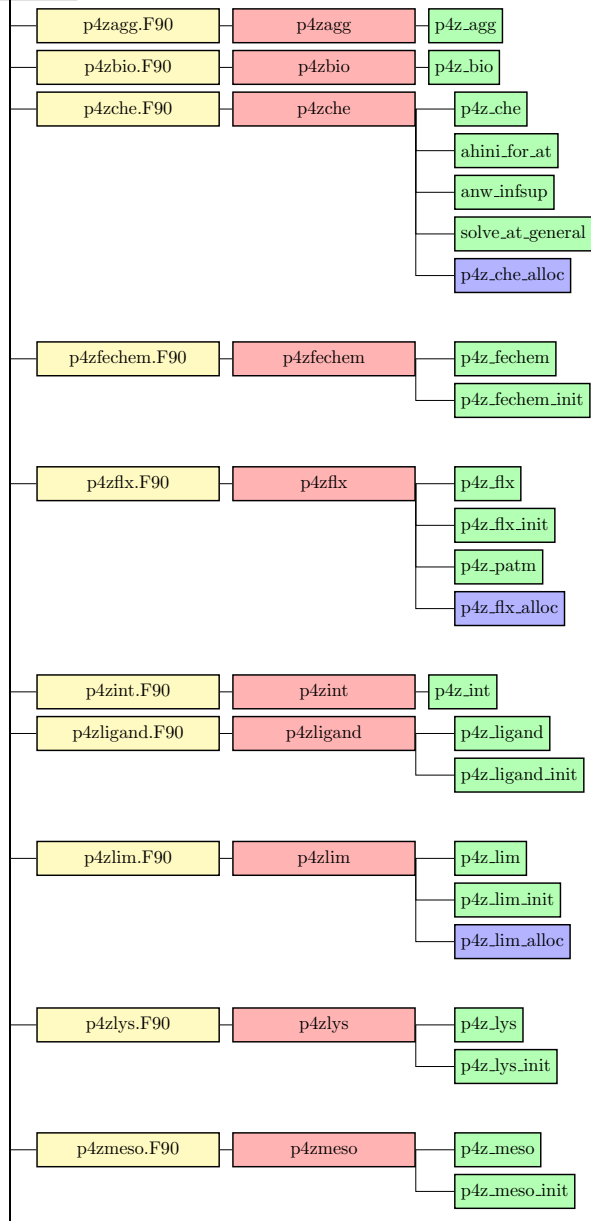 p4zagg.F90 p4zagg p4z_agg
p4zbio.F90 p4zbio p4z_bio
p4zche.F90 p4zche p4z_che
ahini_for_at
anw_infsup
solve_at_general
p4z_che_alloc
p4zfechem.F90 p4zfechem p4z_fechem
p4z_fechem_init
p4zflx.F90 p4zflx p4z_flx
p4z_flx_init
p4z_patm
p4z_flx_alloc
p4zint.F90 p4zint p4z_int
p4zligand.F90 p4zligand p4z_ligand
p4z_ligand_init
p4zlim.F90 p4zlim p4z_lim
p4z_lim_init
p4z_lim_alloc
p4zlys.F90 p4zlys p4z_lys
p4z_lys_init
p4zmeso.F90 p4zmeso p4z_meso
p4z_meso_init